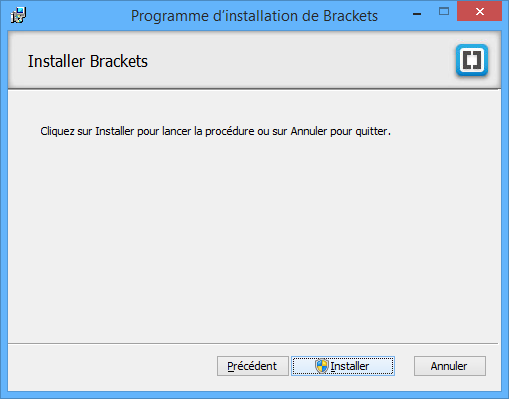 Programme d'installation de Brackets
Installer Brackets
Cliquez sur Installer pour lancer la procédure ou sur Annuler pour quitter.
Précédent
Installer
Annuler